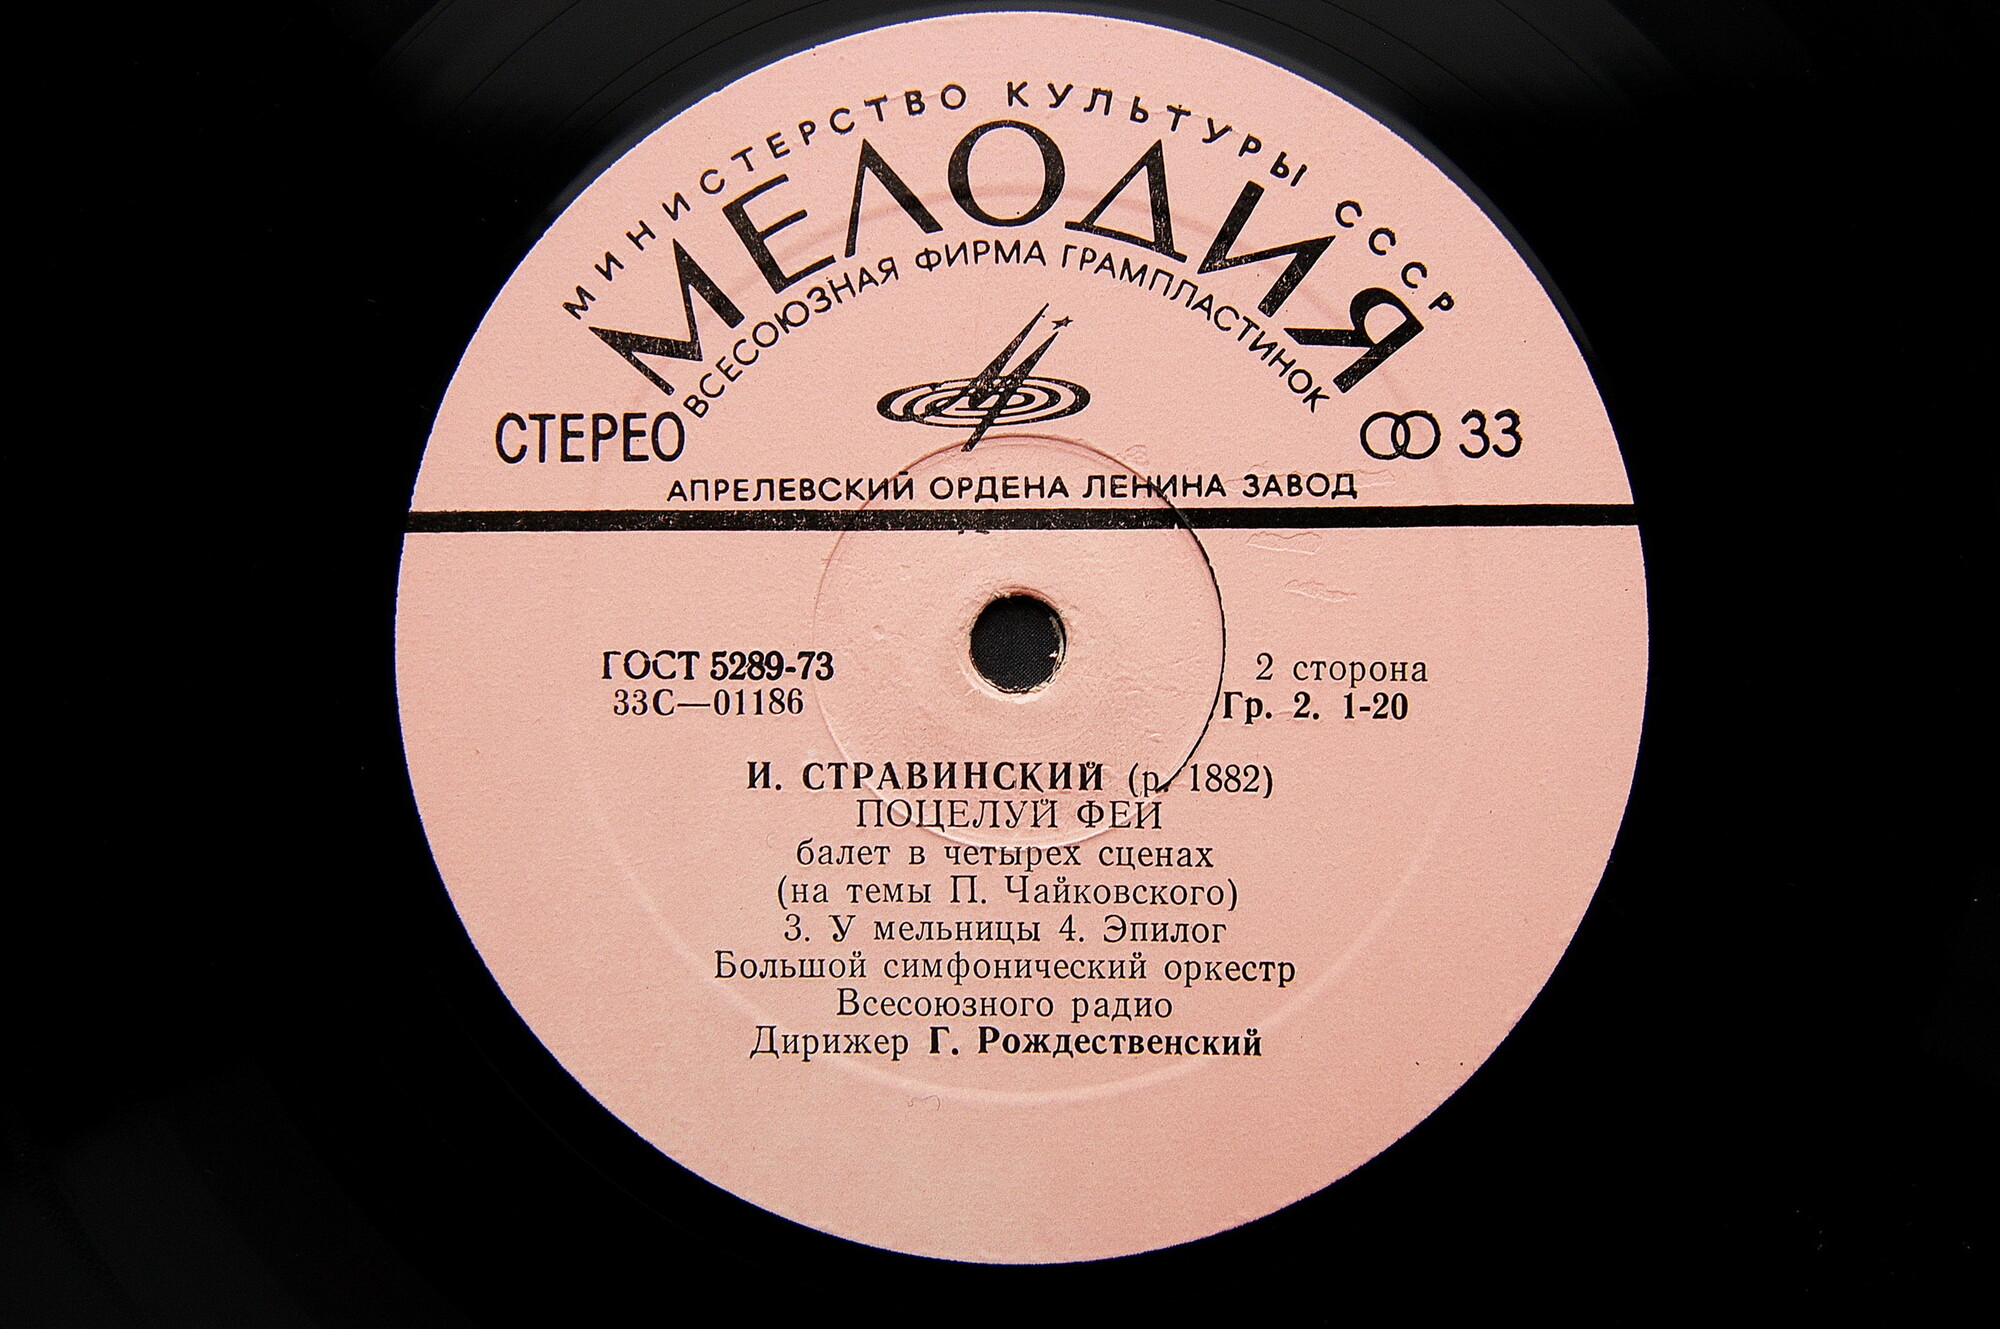 МИНИСТЕРСТВО КУЛЬТУРЫ СССР
МЕЛОДИЯ
ВСЕСОЮЗНАЯ ФИРМА ГРАМПЛАСТИНОК
СТЕРЕО
33
АПРЕЛЕВСКИЙ ОРДЕНА ЛЕНИНА ЗАВОД
ГОСТ 5289-73
33С—01186
2 сторона
Гр. 2. 1-20
И. СТРАВИНСКИЙ (р. 1882)
ПОЦЕЛУЙ ФЕИ
балет в четырех сценах
(на темы П. Чайковского)
3. У мельницы 4. Эпилог
Большой симфонический оркестр
Всесоюзного радио
Дирижер Г. Рождественский